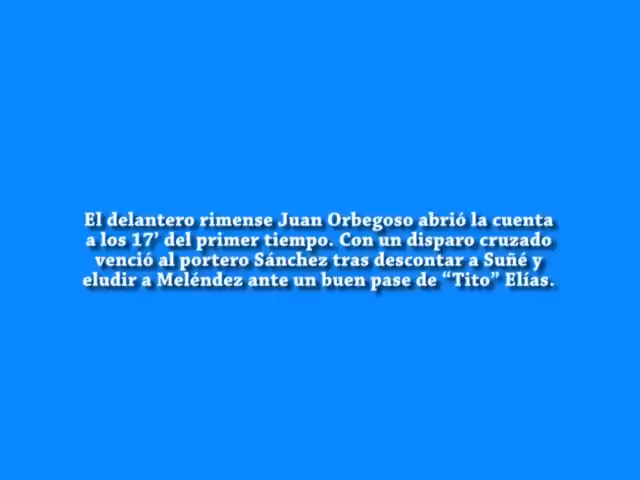 El delantero rimense Juan Orbegoso abrió la cuenta
a los 17’ del primer tiempo. Con un disparo cruzado
venció al portero Sánchez tras descontar a Suñé y
eludir a Meléndez ante un buen pase de “Tito” Elías.